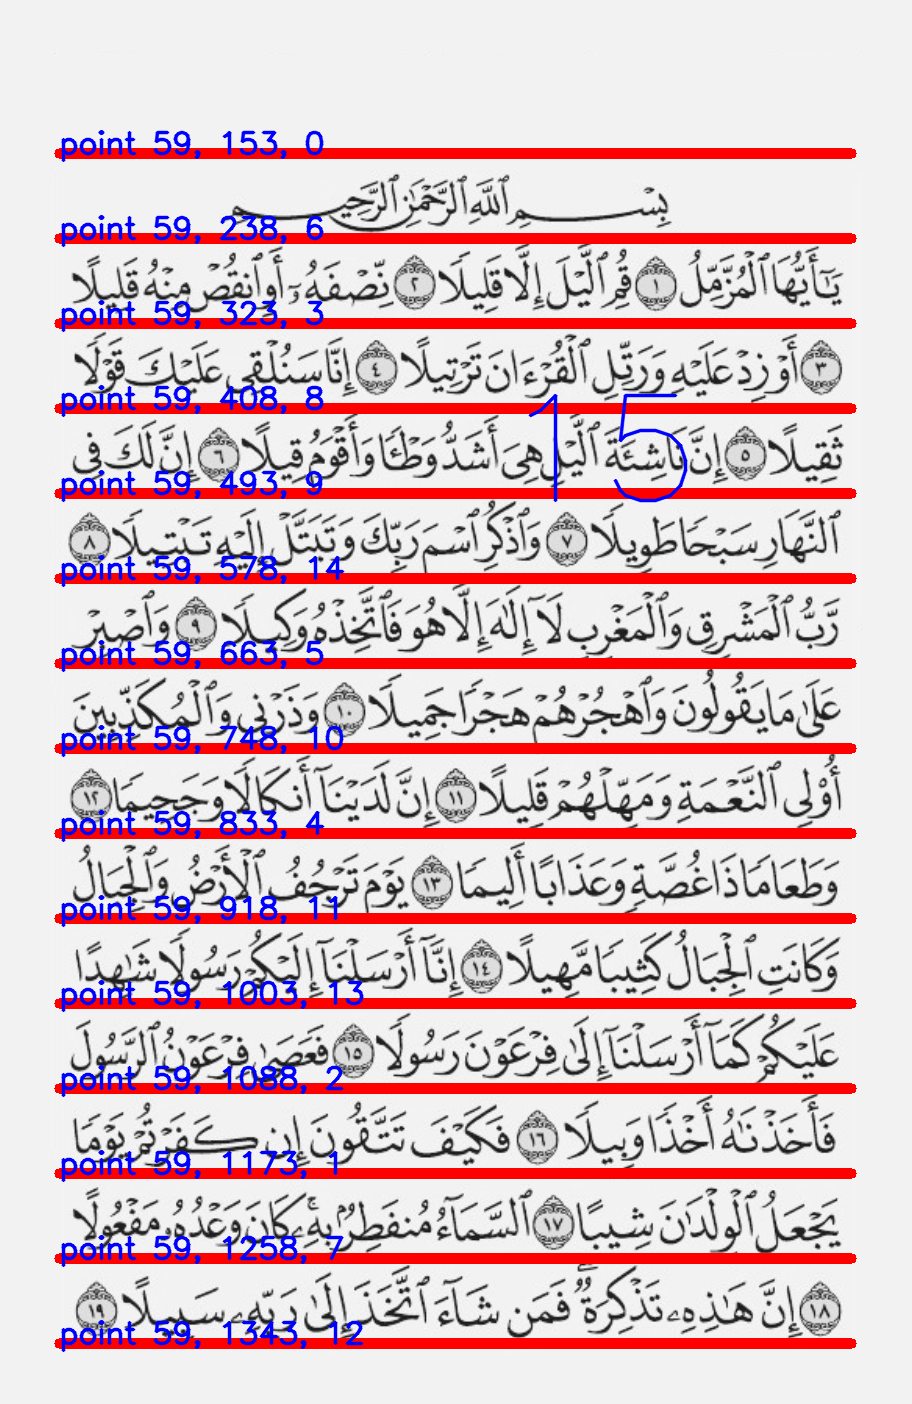 point 59, 153, 0
بِسْمِ ٱللَّهِ ٱلرَّحْمَٰنِ ٱلرَّحِيمِ
point 59, 238, 6
يَٰٓأَيُّهَا ٱلْمُزَّمِّلُ ١ قُمِ ٱلَّيْلَ إِلَّا قَلِيلًا ٢ نِّصْفَهُۥٓ أَوِ ٱنقُصْ مِنْهُ قَلِيلًا
point 59, 323, 3
٣ أَوْ زِدْ عَلَيْهِ وَرَتِّلِ ٱلْقُرْءَانَ تَرْتِيلًا ٤ إِنَّا سَنُلْقِى عَلَيْكَ قَوْلًا
point 59, 408, 8
15
ثَقِيلًا ٥ إِنَّ نَاشِئَةَ ٱلَّيْلِ هِىَ أَشَدُّ وَطْـًٔا وَأَقْوَمُ قِيلًا ٦ إِنَّ لَكَ فِى
point 59, 493, 9
ٱلنَّهَارِ سَبْحًا طَوِيلًا ٧ وَٱذْكُرِ ٱسْمَ رَبِّكَ وَتَبَتَّلْ إِلَيْهِ تَبْتِيلًا ٨
point 59, 578, 14
رَّبُّ ٱلْمَشْرِقِ وَٱلْمَغْرِبِ لَآ إِلَٰهَ إِلَّا هُوَ فَٱتَّخِذْهُ وَكِيلًا ٩ وَٱصْبِرْ
point 59, 663, 5
عَلَىٰ مَا يَقُولُونَ وَٱهْجُرْهُمْ هَجْرًا جَمِيلًا ١٠ وَذَرْنِى وَٱلْمُكَذِّبِينَ
point 59, 748, 10
أُو۟لِى ٱلنَّعْمَةِ وَمَهِّلْهُمْ قَلِيلًا ١١ إِنَّ لَدَيْنَآ أَنكَالًا وَجَحِيمًا ١٢
point 59, 833, 4
وَطَعَامًا ذَا غُصَّةٍ وَعَذَابًا أَلِيمًا ١٣ يَوْمَ تَرْجُفُ ٱلْأَرْضُ وَٱلْجِبَالُ
point 59, 918, 11
وَكَانَتِ ٱلْجِبَالُ كَثِيبًا مَّهِيلًا ١٤ إِنَّآ أَرْسَلْنَآ إِلَيْكُمْ رَسُولًا شَٰهِدًا
point 59, 1003, 13
عَلَيْكُمْ كَمَآ أَرْسَلْنَآ إِلَىٰ فِرْعَوْنَ رَسُولًا ١٥ فَعَصَىٰ فِرْعَوْنُ ٱلرَّسُولَ
point 59, 1088, 2
فَأَخَذْنَٰهُ أَخْذًا وَبِيلًا ١٦ فَكَيْفَ تَتَّقُونَ إِن كَفَرْتُمْ يَوْمًا
point 59, 1173, 1
يَجْعَلُ ٱلْوِلْدَٰنَ شِيبًا ١٧ ٱلسَّمَآءُ مُنفَطِرٌۢ بِهِۦ ۚ كَانَ وَعْدُهُۥ مَفْعُولًا
point 59, 1258, 7
١٨ إِنَّ هَٰذِهِۦ تَذْكِرَةٌ ۖ فَمَن شَآءَ ٱتَّخَذَ إِلَىٰ رَبِّهِۦ سَبِيلًا ١٩
point 59, 1343, 12